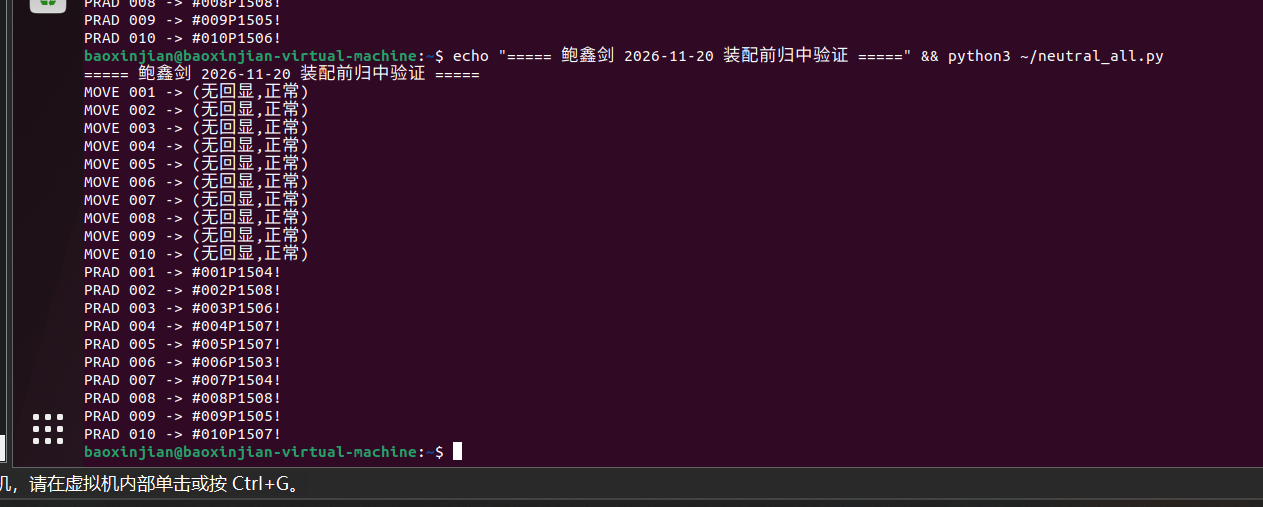 PRAD 008 -> #008P1508!
PRAD 009 -> #009P1505!
PRAD 010 -> #010P1506!
baoxinjian@baoxinjian-virtual-machine:~$ echo "===== 鲍鑫剑 2026-11-20 装配前归中验证 =====" && python3 ~/neutral_all.py
===== 鲍鑫剑 2026-11-20 装配前归中验证 =====
MOVE 001 -> (无回显,正常)
MOVE 002 -> (无回显,正常)
MOVE 003 -> (无回显,正常)
MOVE 004 -> (无回显,正常)
MOVE 005 -> (无回显,正常)
MOVE 006 -> (无回显,正常)
MOVE 007 -> (无回显,正常)
MOVE 008 -> (无回显,正常)
MOVE 009 -> (无回显,正常)
MOVE 010 -> (无回显,正常)
PRAD 001 -> #001P1504!
PRAD 002 -> #002P1508!
PRAD 003 -> #003P1506!
PRAD 004 -> #004P1507!
PRAD 005 -> #005P1507!
PRAD 006 -> #006P1503!
PRAD 007 -> #007P1504!
PRAD 008 -> #008P1508!
PRAD 009 -> #009P1505!
PRAD 010 -> #010P1507!
baoxinjian@baoxinjian-virtual-machine:~$
机，请在虚拟机内部单击或按 Ctrl+G。